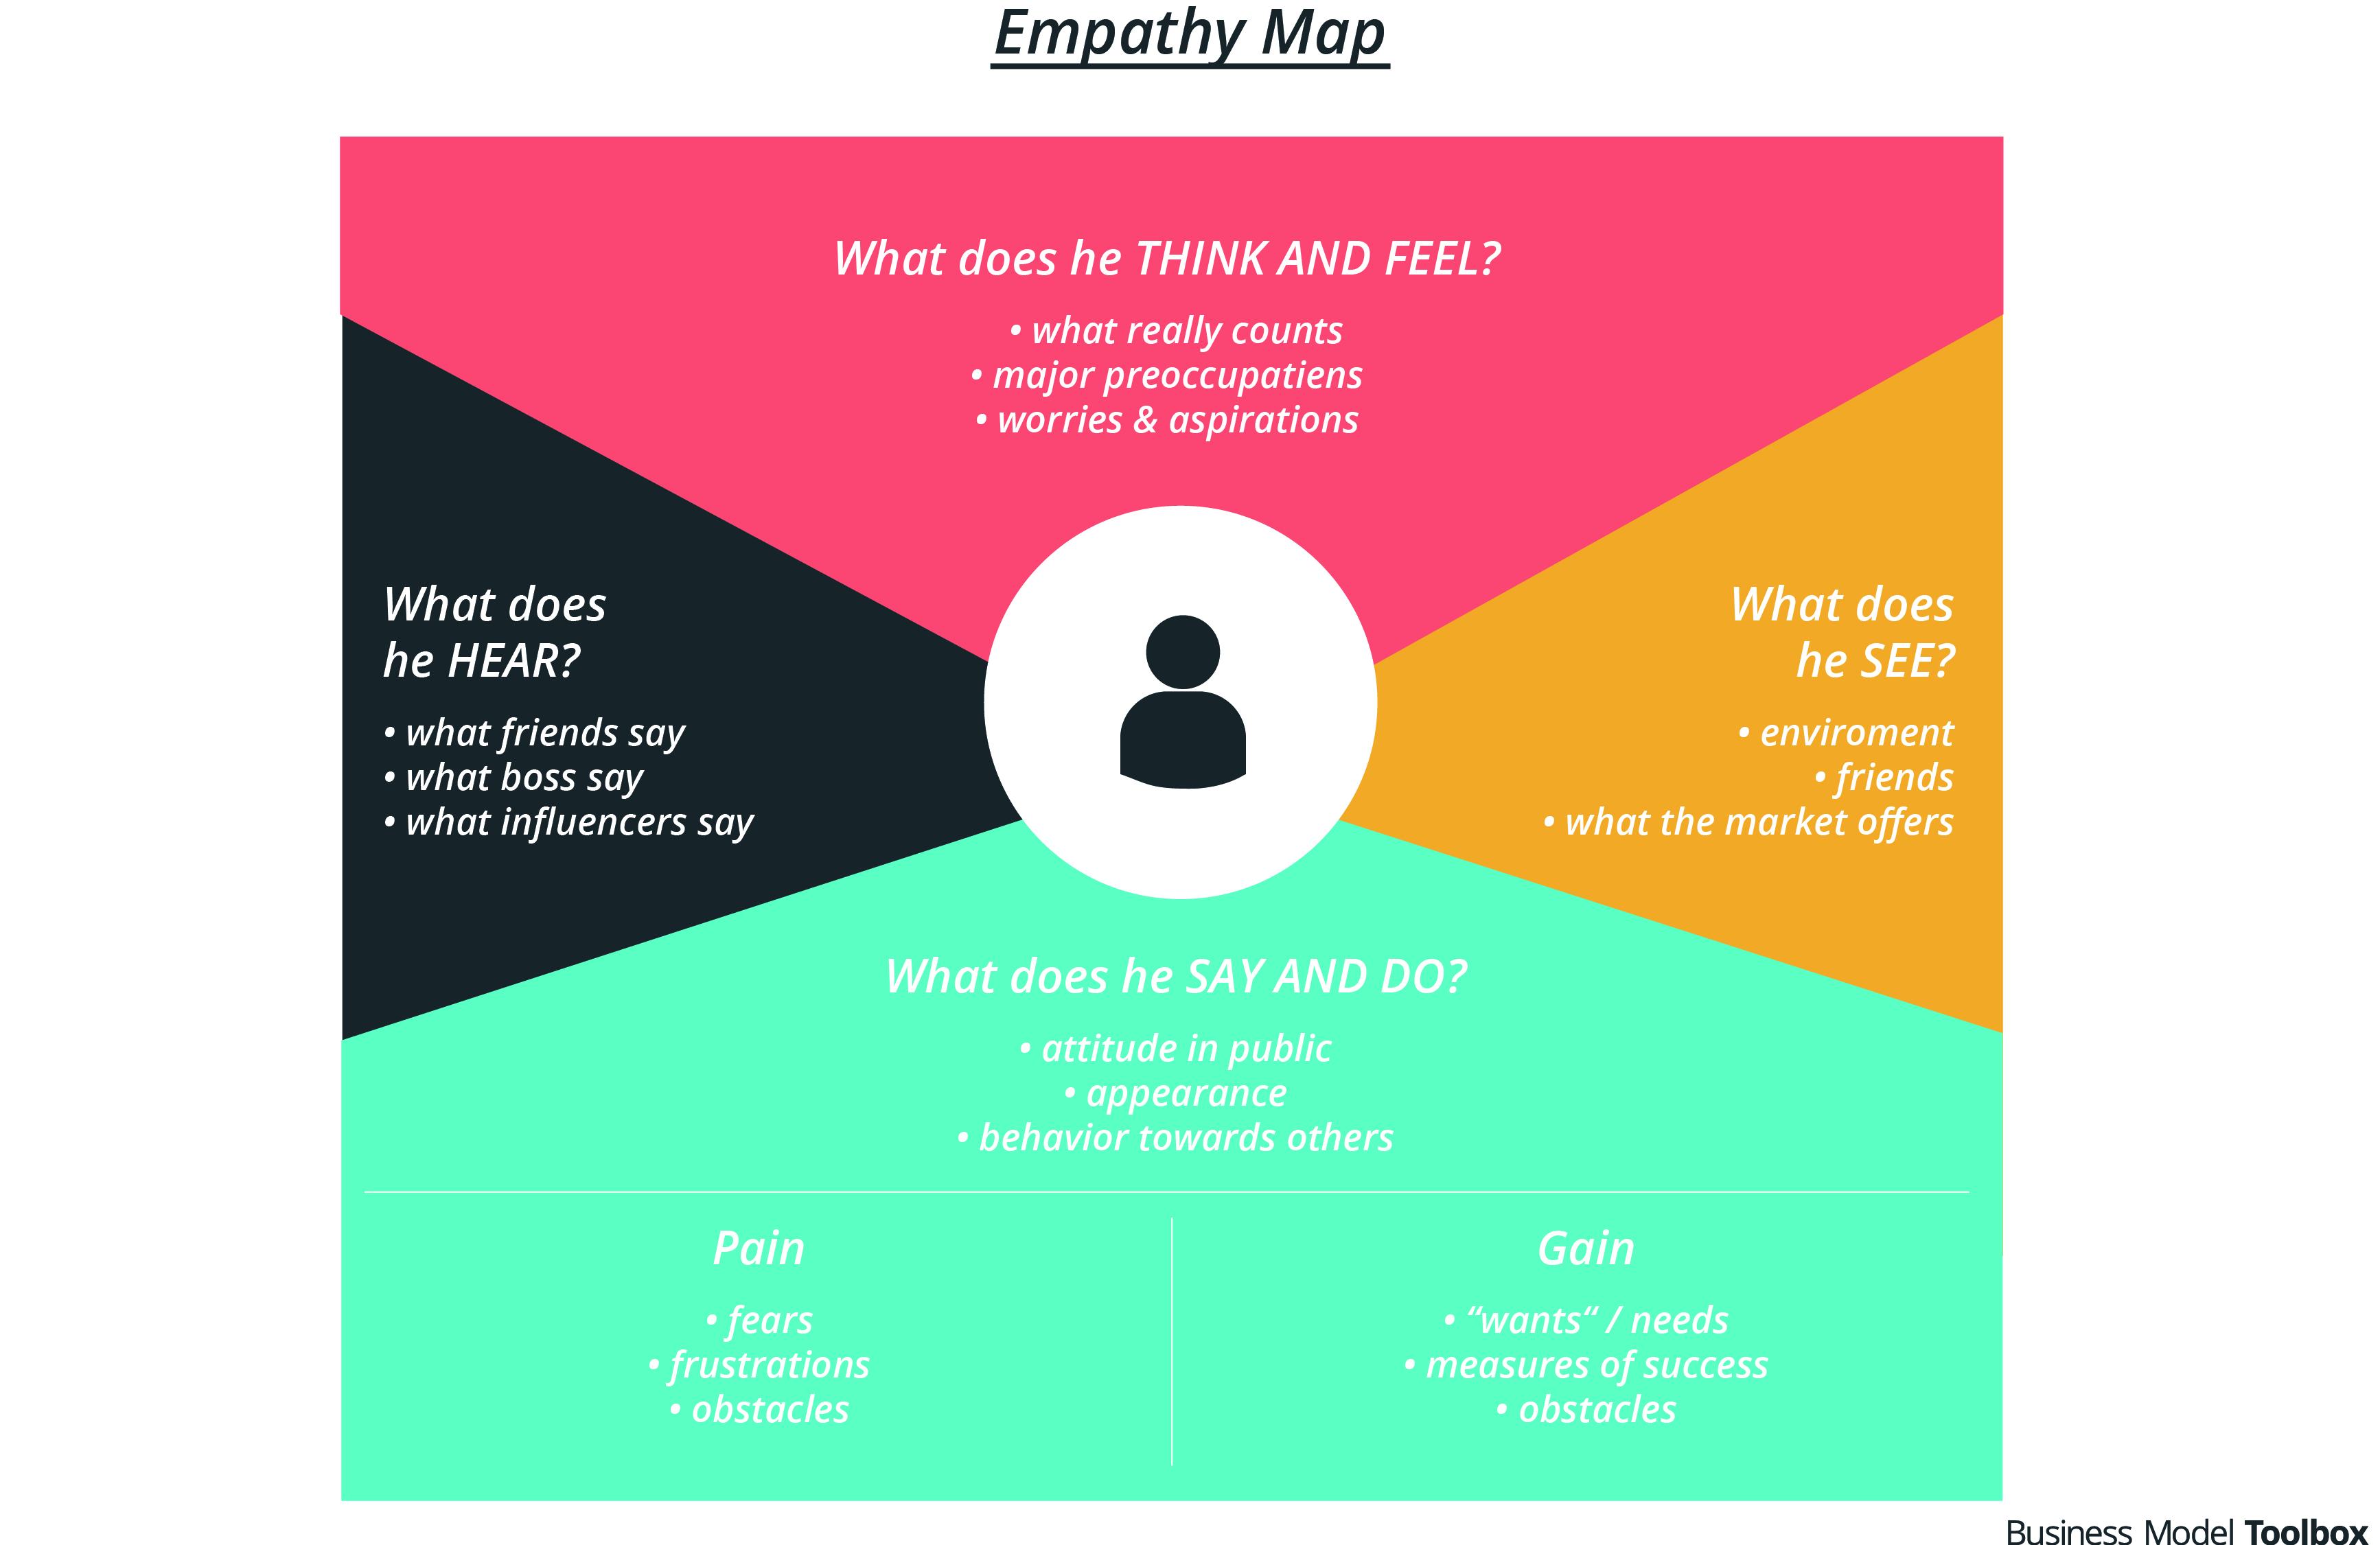 Empathy Map
What does he THINK AND FEEL?
• what really counts
• major preoccupatiens
• worries & aspirations
What does
he HEAR?
• what friends say
• what boss say
• what influencers say
What does
he SEE?
• enviroment
• friends
• what the market offers
What does he SAY AND DO?
• attitude in public
• appearance
• behavior towards others
Pain
• fears
• frustrations
• obstacles
Gain
• “wants“ / needs
• measures of success
• obstacles
Business Model Toolbox